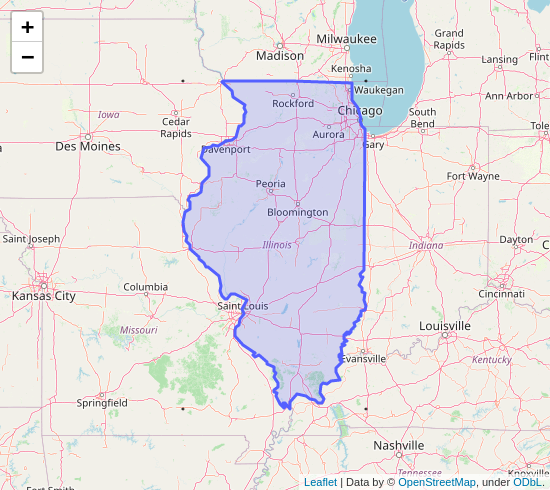 +
−
Milwaukee
Madison
Grand
Rapids
Flint
Lansing
Kenosha
Waukegan
Ann Arbor
Rockford
Chicago
Iowa
Cedar
Rapids
South
Bend
Aurora
Gary
Des Moines
Davenport
Fort Wayne
Peoria
Bloomington
Saint Joseph
Illinois
Indiana
Dayton
Columbia
Kansas City
Cincinnati
Saint Louis
Missouri
Louisville
Evansville
Kentucky
Springfield
Nashville
Tennessee
Knoxville
Fort Smith
Leaflet | Data by © OpenStreetMap, under ODbL.